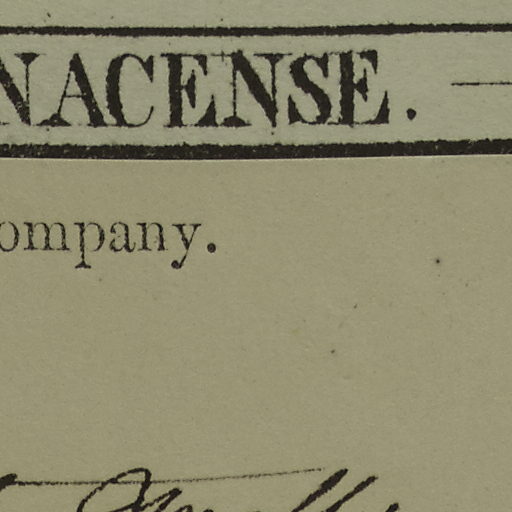 NACENSE. —
ompany.